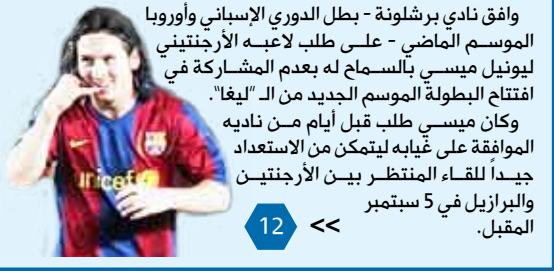 وافق نادي برشلونة - بطل الدوري الإسباني وأوروبا
الموسم الماضي - على طلب لاعبه الأرجنتيني
ليونيل ميسي بالسماح له بعدم المشاركة في
افتتاح البطولة الموسم الجديد من الـ "ليغا".
وكان ميسي طلب قبل أيام من ناديه
الموافقة على غيابه ليتمكن من الاستعداد
جيداً للقاء المنتظر بين الأرجنتين
والبرازيل في 5 سبتمبر
المقبل.
>> 12
unicef